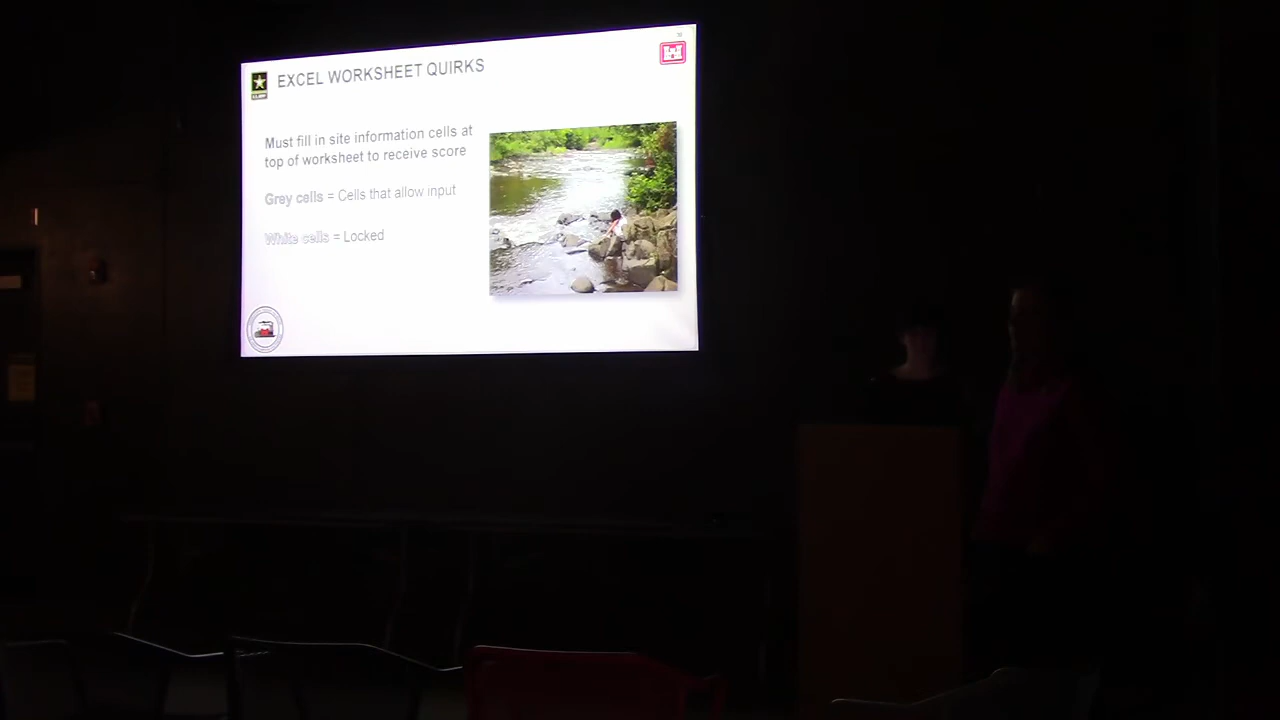 EXCEL WORKSHEET QUIRKS
Must fill in site information cells at
top of worksheet to receive score
Grey cells = Cells that allow input
White cells = Locked